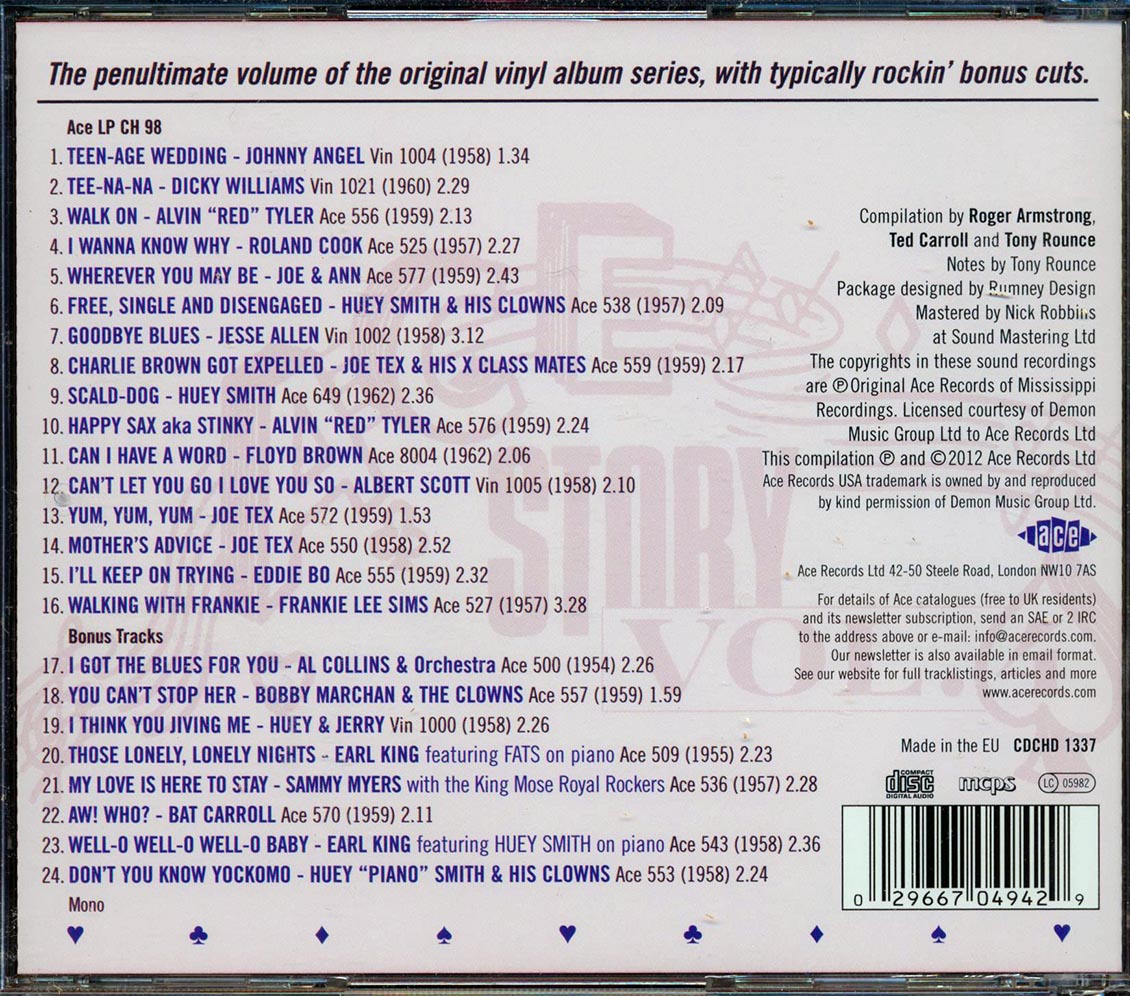 The penultimate volume of the original vinyl album series, with typically rockin’ bonus cuts.
Ace LP CH 98
1. TEEN-AGE WEDDING - JOHNNY ANGEL Vin 1004 (1958) 1.34
2. TEE-NA-NA - DICKY WILLIAMS Vin 1021 (1960) 2.29
3. WALK ON - ALVIN “RED” TYLER Ace 556 (1959) 2.13
4. I WANNA KNOW WHY - ROLAND COOK Ace 525 (1957) 2.27
5. WHEREVER YOU MAY BE - JOE & ANN Ace 577 (1959) 2.43
6. FREE, SINGLE AND DISENGAGED - HUEY SMITH & HIS CLOWNS Ace 538 (1957) 2.09
7. GOODBYE BLUES - JESSE ALLEN Vin 1002 (1958) 3.12
8. CHARLIE BROWN GOT EXPELLED - JOE TEX & HIS X CLASS MATES Ace 559 (1959) 2.17
9. SCALD-DOG - HUEY SMITH Ace 649 (1962) 2.36
10. HAPPY SAX aka STINKY - ALVIN “RED” TYLER Ace 576 (1959) 2.24
11. CAN I HAVE A WORD - FLOYD BROWN Ace 8004 (1962) 2.06
12. CAN’T LET YOU GO I LOVE YOU SO - ALBERT SCOTT Vin 1005 (1958) 2.10
13. YUM, YUM, YUM - JOE TEX Ace 572 (1959) 1.53
14. MOTHER’S ADVICE - JOE TEX Ace 550 (1958) 2.52
15. I’LL KEEP ON TRYING - EDDIE BO Ace 555 (1959) 2.32
16. WALKING WITH FRANKIE - FRANKIE LEE SIMS Ace 527 (1957) 3.28
Bonus Tracks
17. I GOT THE BLUES FOR YOU - AL COLLINS & Orchestra Ace 500 (1954) 2.26
18. YOU CAN’T STOP HER - BOBBY MARCHAN & THE CLOWNS Ace 557 (1959) 1.59
19. I THINK YOU JIVING ME - HUEY & JERRY Vin 1000 (1958) 2.26
20. THOSE LONELY, LONELY NIGHTS - EARL KING featuring FATS on piano Ace 509 (1955) 2.23
21. MY LOVE IS HERE TO STAY - SAMMY MYERS with the King Mose Royal Rockers Ace 536 (1957) 2.28
22. AW! WHO? - BAT CARROLL Ace 570 (1959) 2.11
23. WELL-O WELL-O WELL-O BABY - EARL KING featuring HUEY SMITH on piano Ace 543 (1958) 2.36
24. DON’T YOU KNOW YOCKOMO - HUEY “PIANO” SMITH & HIS CLOWNS Ace 553 (1958) 2.24
Mono
Compilation by Roger Armstrong,
Ted Carroll and Tony Rounce
Notes by Tony Rounce
Package designed by Rumney Design
Mastered by Nick Robbins
at Sound Mastering Ltd
The copyrights in these sound recordings
are ℗ Original Ace Records of Mississippi
Recordings. Licensed courtesy of Demon
Music Group Ltd to Ace Records Ltd
This compilation ℗ and © 2012 Ace Records Ltd
Ace Records USA trademark is owned by and reproduced
by kind permission of Demon Music Group Ltd.
ace
Ace Records Ltd 42-50 Steele Road, London NW10 7AS
For details of Ace catalogues (free to UK residents)
and its newsletter subscription, send an SAE or 2 IRC
to the address above or e-mail: info@acerecords.com.
Our newsletter is also available in email format.
See our website for full tracklistings, articles and more
www.acerecords.com
Made in the EU CDCHD 1337
COMPACT disc DIGITAL AUDIO mcps LC 05982
0 29667 04942 9
ACE
STORY
VOL. 5